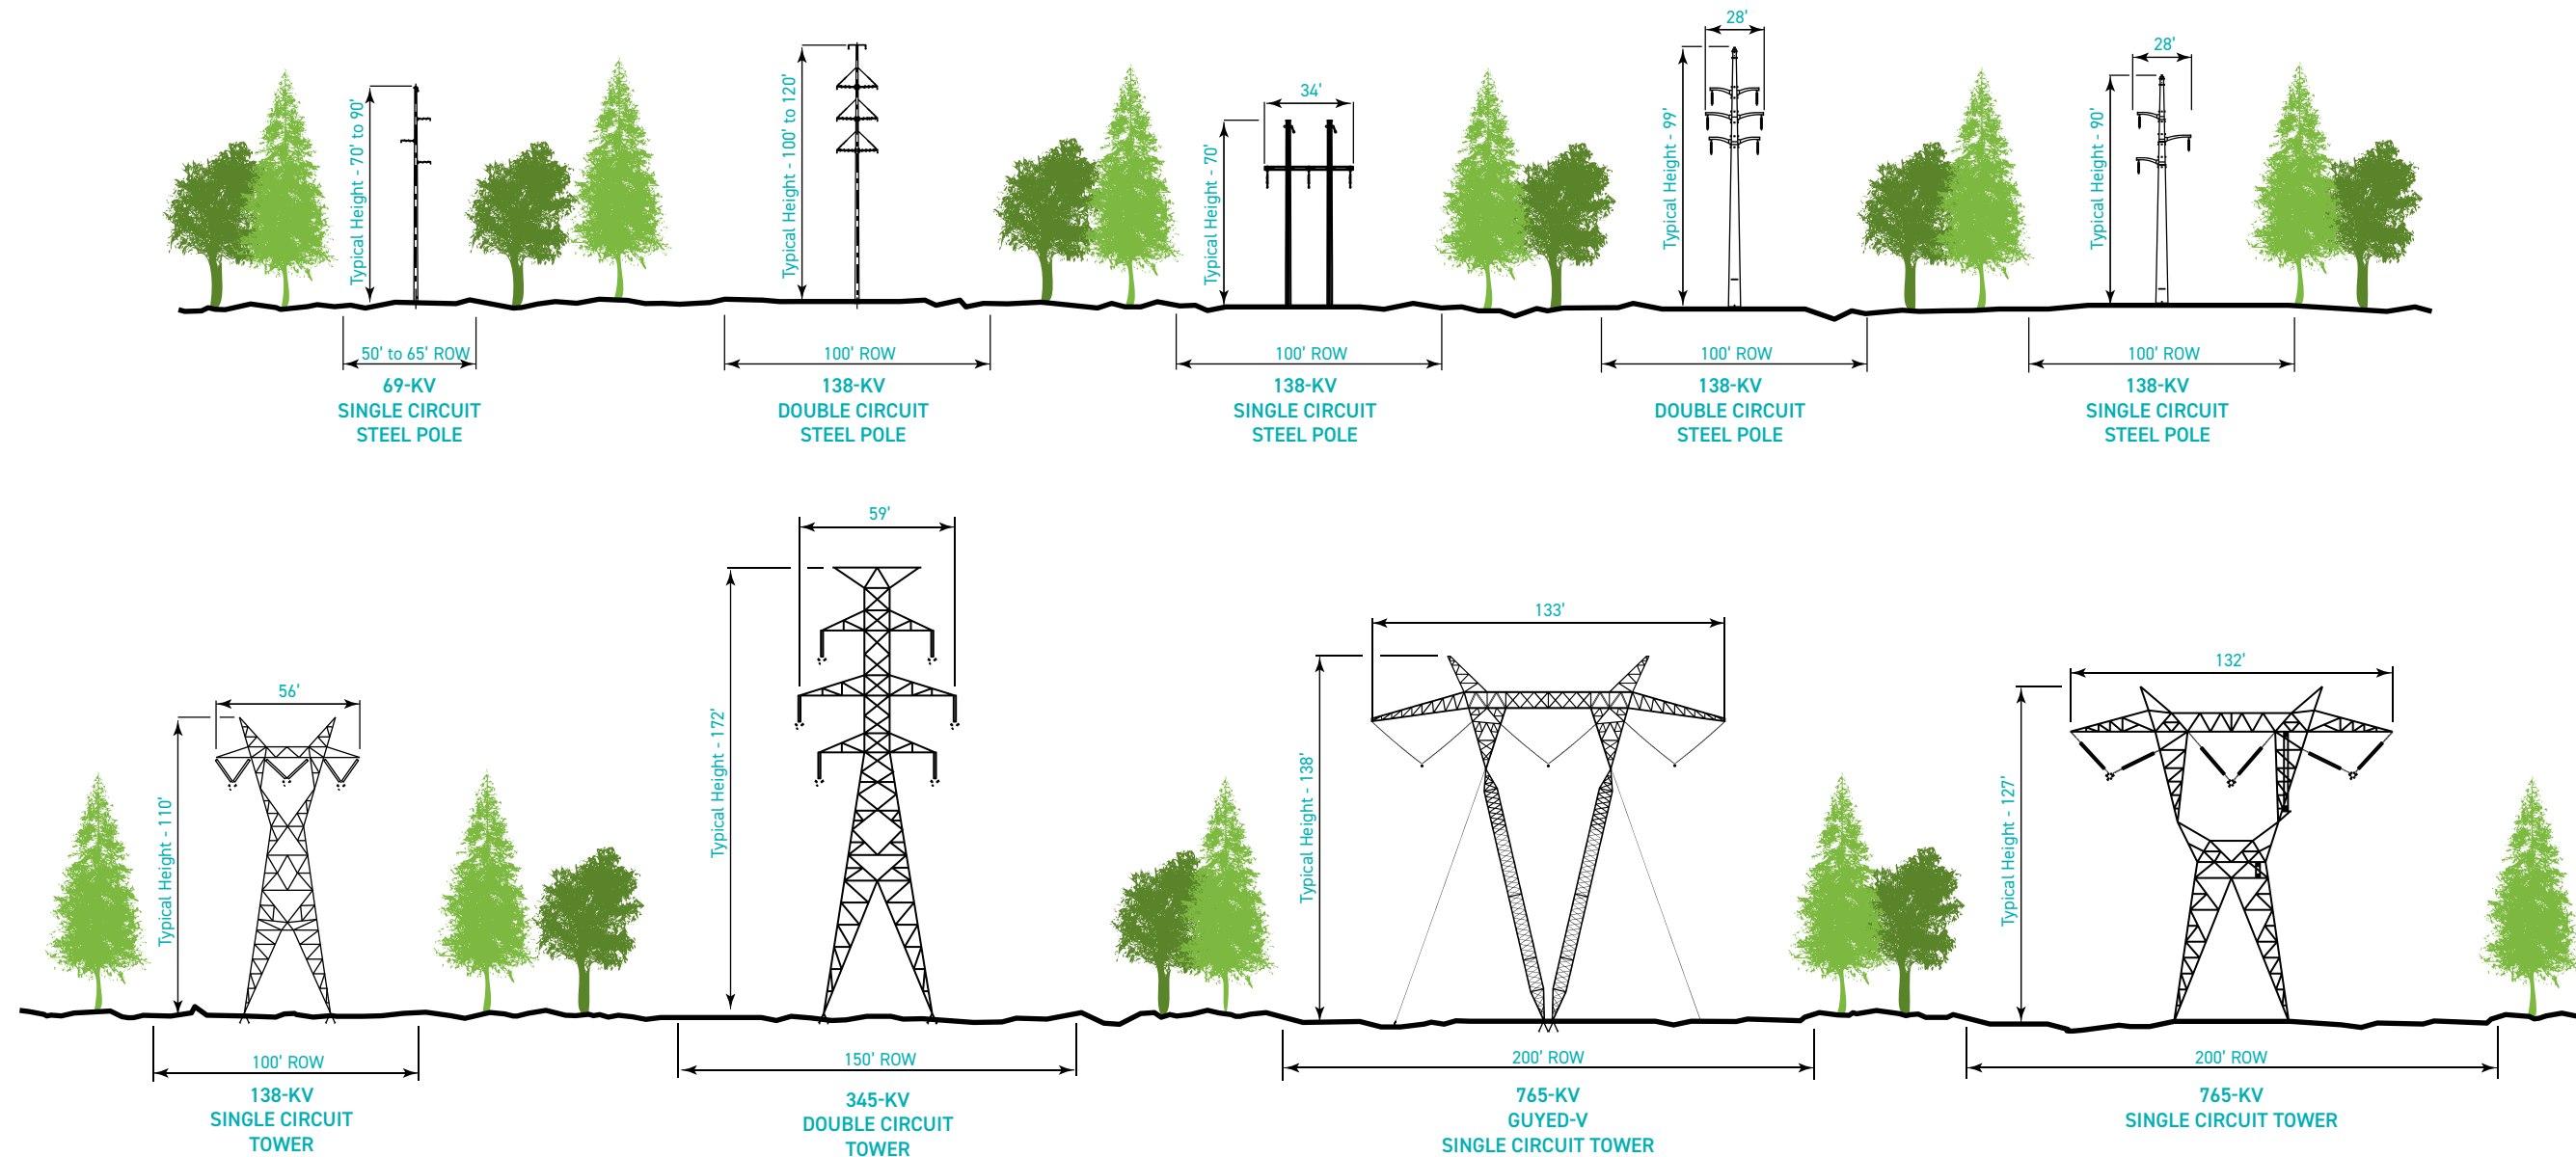 28'
28'
34'
Typical Height - 70' to 90'
Typical Height - 100' to 120'
Typical Height - 70'
Typical Height - 99'
Typical Height - 90'
50' to 65' ROW
100' ROW
100' ROW
100' ROW
100' ROW
69-KV
SINGLE CIRCUIT
STEEL POLE
138-KV
DOUBLE CIRCUIT
STEEL POLE
138-KV
SINGLE CIRCUIT
STEEL POLE
138-KV
DOUBLE CIRCUIT
STEEL POLE
138-KV
SINGLE CIRCUIT
STEEL POLE
56'
59'
133'
132'
Typical Height - 110'
Typical Height - 172'
Typical Height - 138'
Typical Height - 127'
100' ROW
150' ROW
200' ROW
200' ROW
138-KV
SINGLE CIRCUIT
TOWER
345-KV
DOUBLE CIRCUIT
TOWER
765-KV
GUYED-V
SINGLE CIRCUIT TOWER
765-KV
SINGLE CIRCUIT TOWER